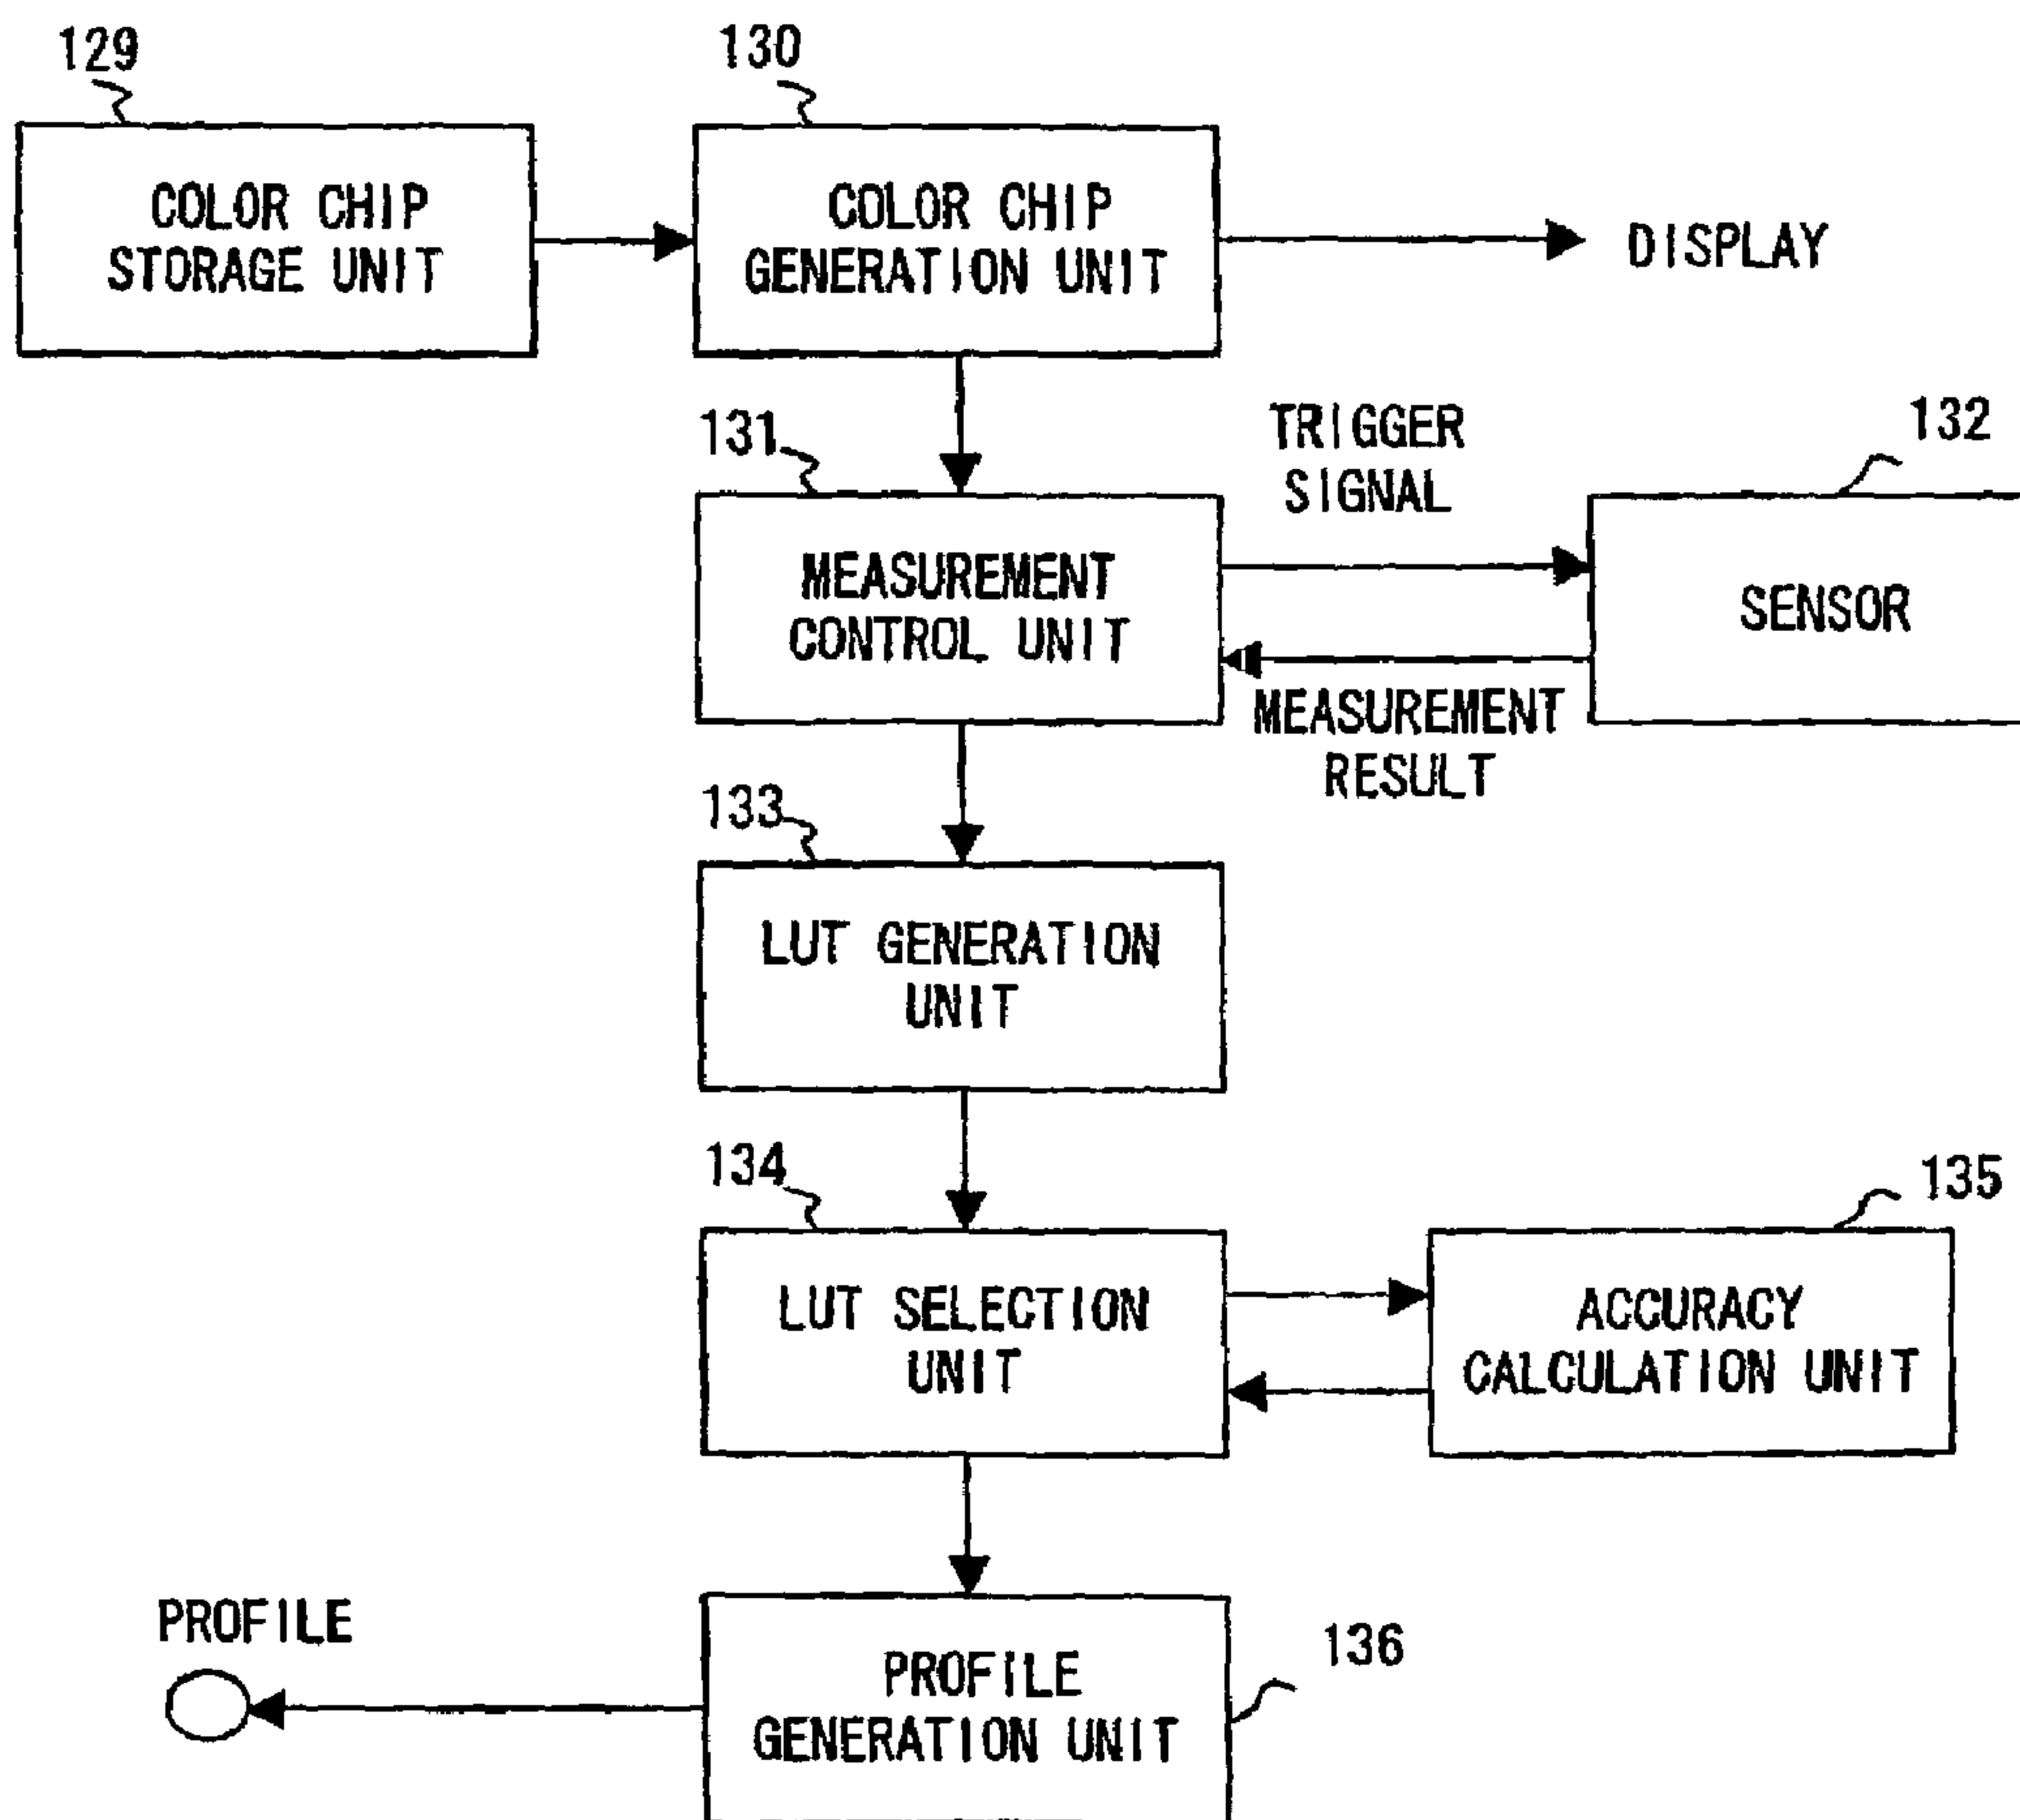 129
130
COLOR CHIP
STORAGE UNIT
COLOR CHIP
GENERATION UNIT
DISPLAY
131
TRIGGER
SIGNAL
132
MEASUREMENT
CONTROL UNIT
SENSOR
MEASUREMENT
RESULT
133
LUT GENERATION
UNIT
134
135
LUT SELECTION
UNIT
ACCURACY
CALCULATION UNIT
PROFILE
136
PROFILE
GENERATION UNIT